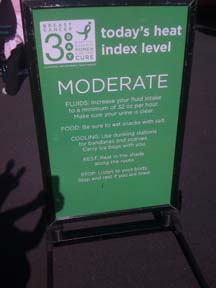 BREAST
CANCER
3DAY
CURE
today's heat
index level
MODERATE
FLUIDS: Increase your fluid intake
to a minimum of 32 oz per hour.
Make sure your urine is clear.
FOOD: Be sure to eat snacks with salt.
COOLING: Use dunking stations
for bandanas and scarves.
Carry ice bags with you.
REST: Rest in the shade
along the route.
STOP: Listen to your body.
Stop and rest if you are tired.